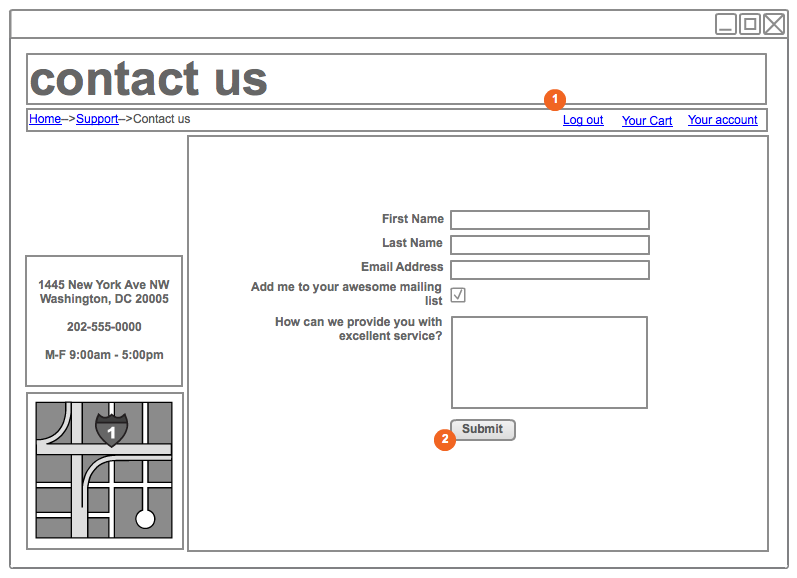 contact us
1
Home-->Support-->Contact us
Log out Your Cart Your account
First Name
Last Name
Email Address
Add me to your awesome mailing
list
How can we provide you with
excellent service?
2 Submit
1445 New York Ave NW
Washington, DC 20005
202-555-0000
M-F 9:00am - 5:00pm
1